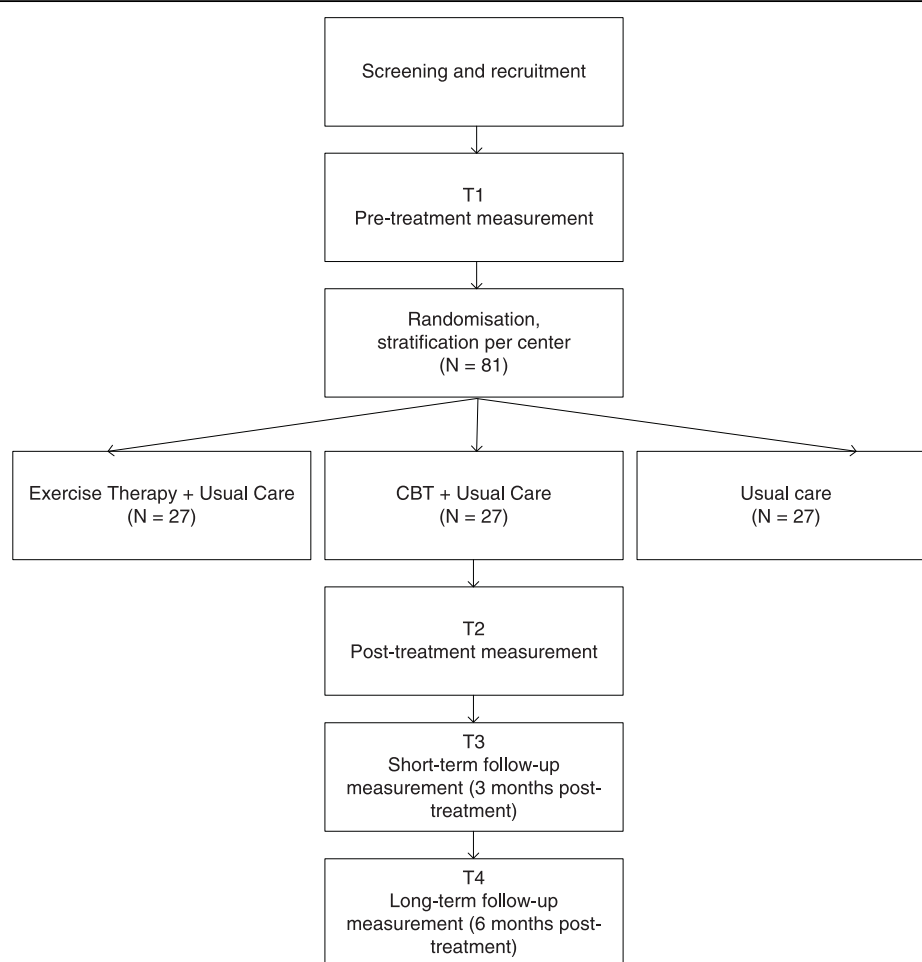 Screening and recruitment
T1
Pre-treatment measurement
Randomisation,
stratification per center
(N = 81)
Exercise Therapy + Usual Care
(N = 27)
CBT + Usual Care
(N = 27)
Usual care
(N = 27)
T2
Post-treatment measurement
T3
Short-term follow-up
measurement (3 months post-
treatment)
T4
Long-term follow-up
measurement (6 months post-
treatment)